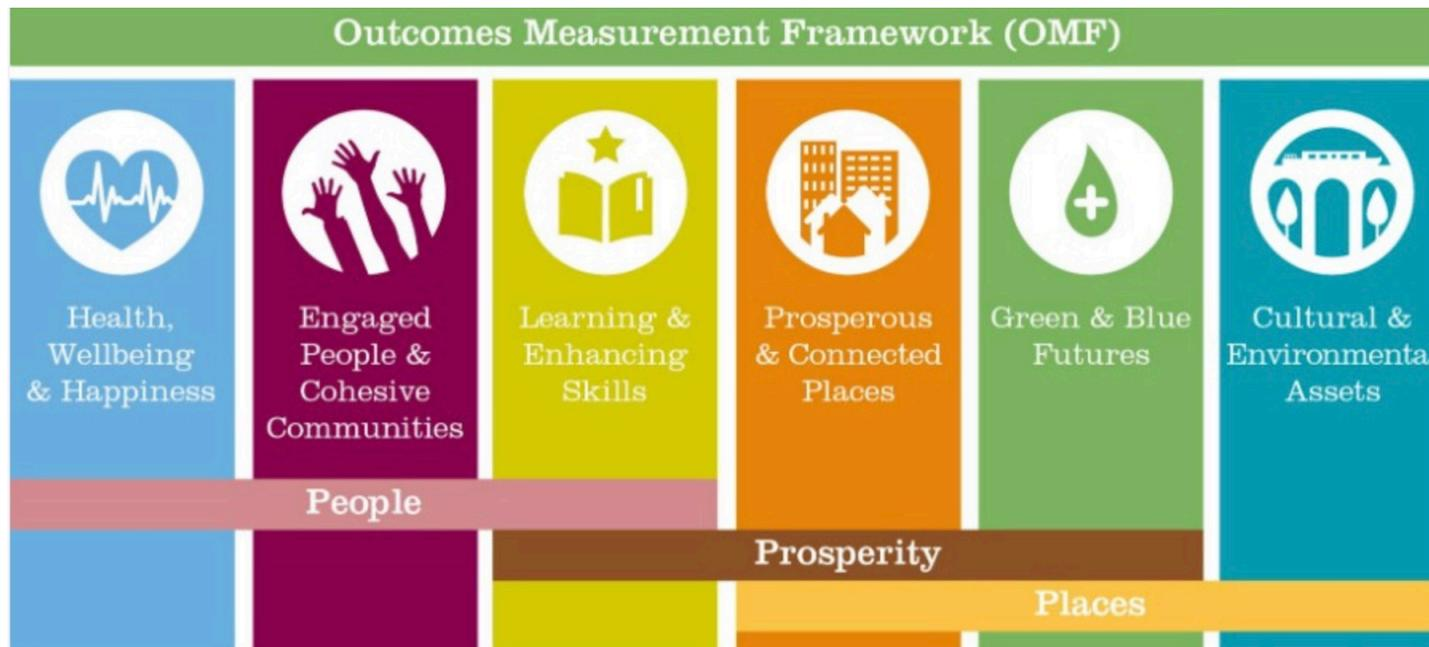 Outcomes Measurement Framework (OMF)
Health,
Wellbeing
& Happiness
Engaged
People &
Cohesive
Communities
Learning &
Enhancing
Skills
Prosperous
& Connected
Places
Green & Blue
Futures
Cultural &
Environmenta
Assets
People
Prosperity
Places